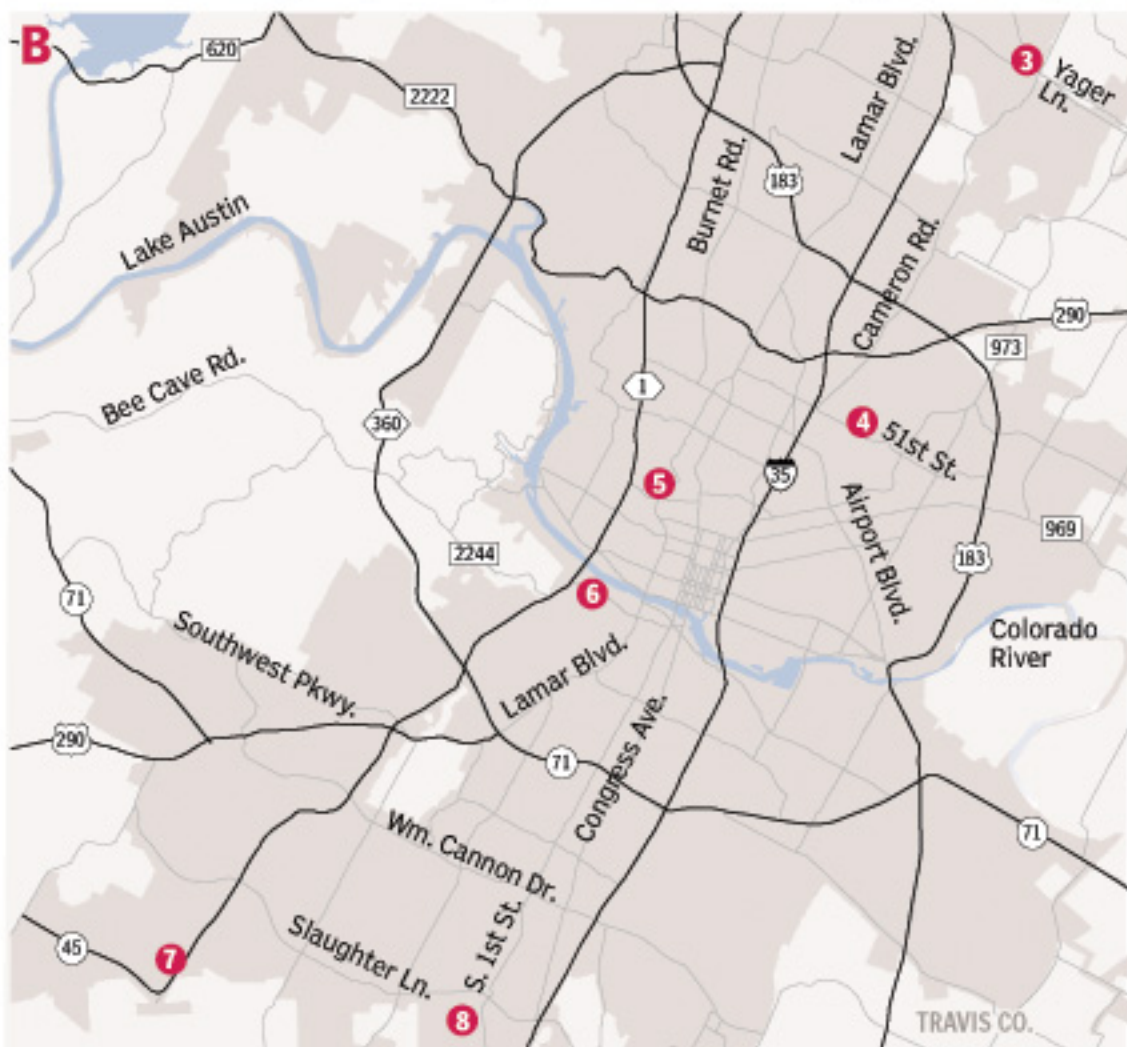 B
620
2222
Lamar Blvd.
3
Yager
Ln.
Burnet Rd.
183
Lake Austin
Cameron Rd.
290
973
Bee Cave Rd.
1
360
4
51st St.
5
35
Airport Blvd.
969
2244
183
71
6
Southwest Pkwy.
Lamar Blvd.
Colorado
River
290
71
Congress Ave.
71
Wm. Cannon Dr.
Slaughter Ln.
S. 1st St.
45
7
8
TRAVIS CO.